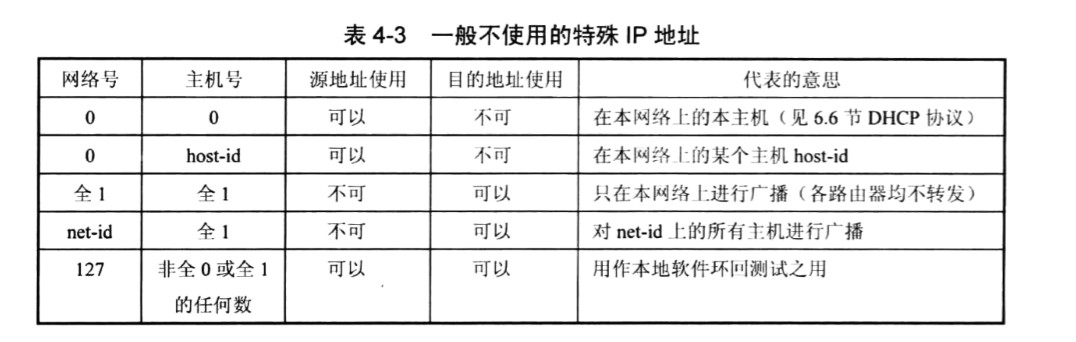 表 4-3 一般不使用的特殊 IP 地址
网络号 主机号 源地址使用 目的地址使用 代表的意思
0 0 可以 不可 在本网络上的本主机（见 6.6 节 DHCP 协议）
0 host-id 可以 不可 在本网络上的某个主机 host-id
全 1 全 1 不可 可以 只在本网络上进行广播（各路由器均不转发）
net-id 全 1 不可 可以 对 net-id 上的所有主机进行广播
127 非全 0 或全 1 可以 可以 用作本地软件环回测试之用
的任何数